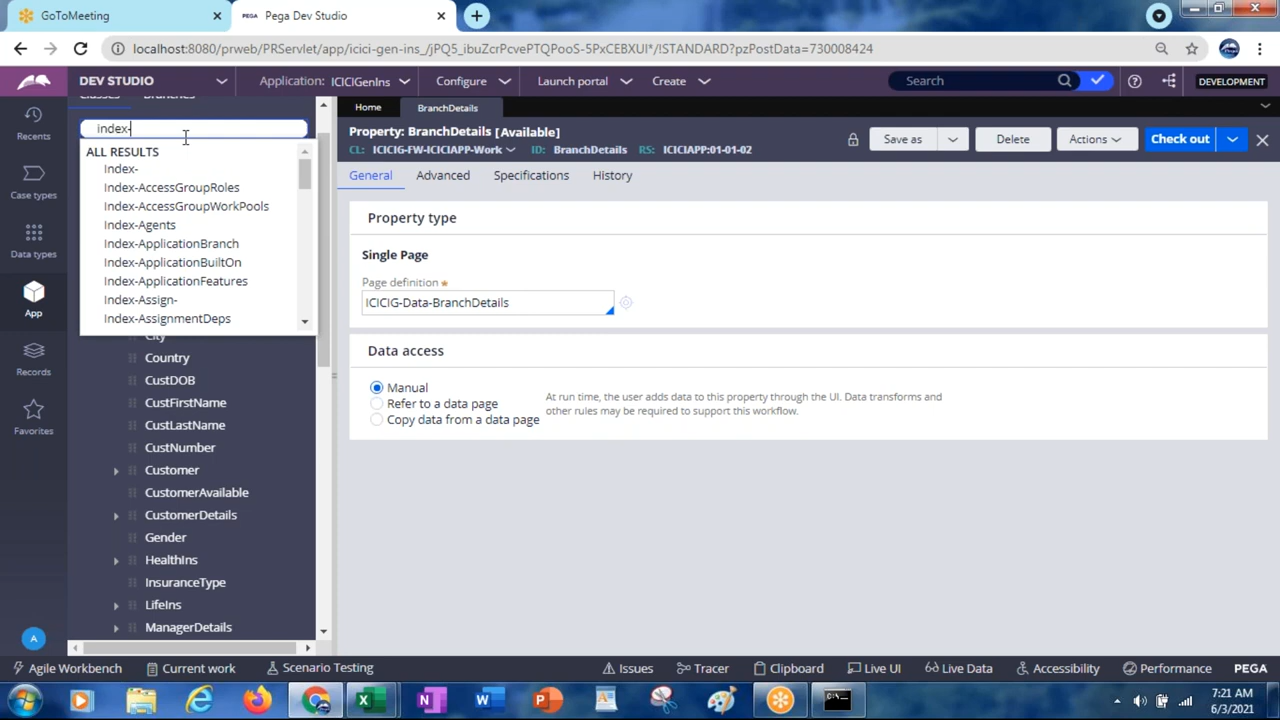 GoToMeeting
PEGA Pega Dev Studio
localhost:8080/prweb/PRServlet/app/icici-gen-ins_/jPQ5_ibuZcrPcvePTQPooS-5PxCEBXUI*/!STANDARD?pzPostData=730008424
DEV STUDIO
Application: ICICIGenIns
Configure
Launch portal
Create
Search
DEVELOPMENT
Recents
Case types
Data types
App
Records
Favorites
A
Classes Branches
index-
ALL RESULTS
Index-
Index-AccessGroupRoles
Index-AccessGroupWorkPools
Index-Agents
Index-ApplicationBranch
Index-ApplicationBuiltOn
Index-ApplicationFeatures
Index-Assign-
Index-AssignmentDeps
City
Country
CustDOB
CustFirstName
CustLastName
CustNumber
Customer
CustomerAvailable
CustomerDetails
Gender
HealthIns
InsuranceType
LifeIns
ManagerDetails
Home BranchDetails
Property: BranchDetails [Available]
CL: ICICIG-FW-ICICIAPP-Work ID: BranchDetails RS: ICICIAPP:01-01-02
Save as Delete Actions Check out
General Advanced Specifications History
Property type
Single Page
Page definition
ICICIG-Data-BranchDetails
Data access
Manual
Refer to a data page
Copy data from a data page
At run time, the user adds data to this property through the UI. Data transforms and
other rules may be required to support this workflow.
Agile Workbench Current work Scenario Testing Issues Tracer Clipboard Live UI Live Data Accessibility Performance PEGA
7:21 AM
6/3/2021